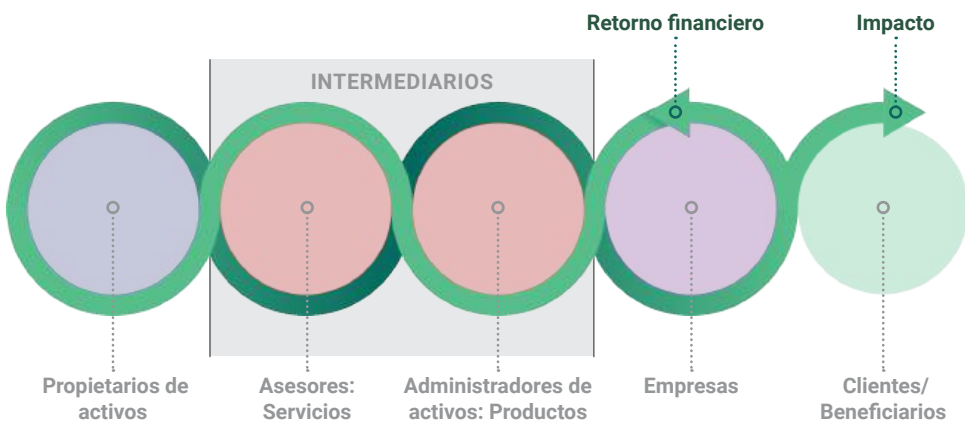 Retorno financiero
Impacto
INTERMEDIARIOS
Propietarios de
activos
Asesores:
Servicios
Administradores de
activos: Productos
Empresas
Clientes/
Beneficiarios